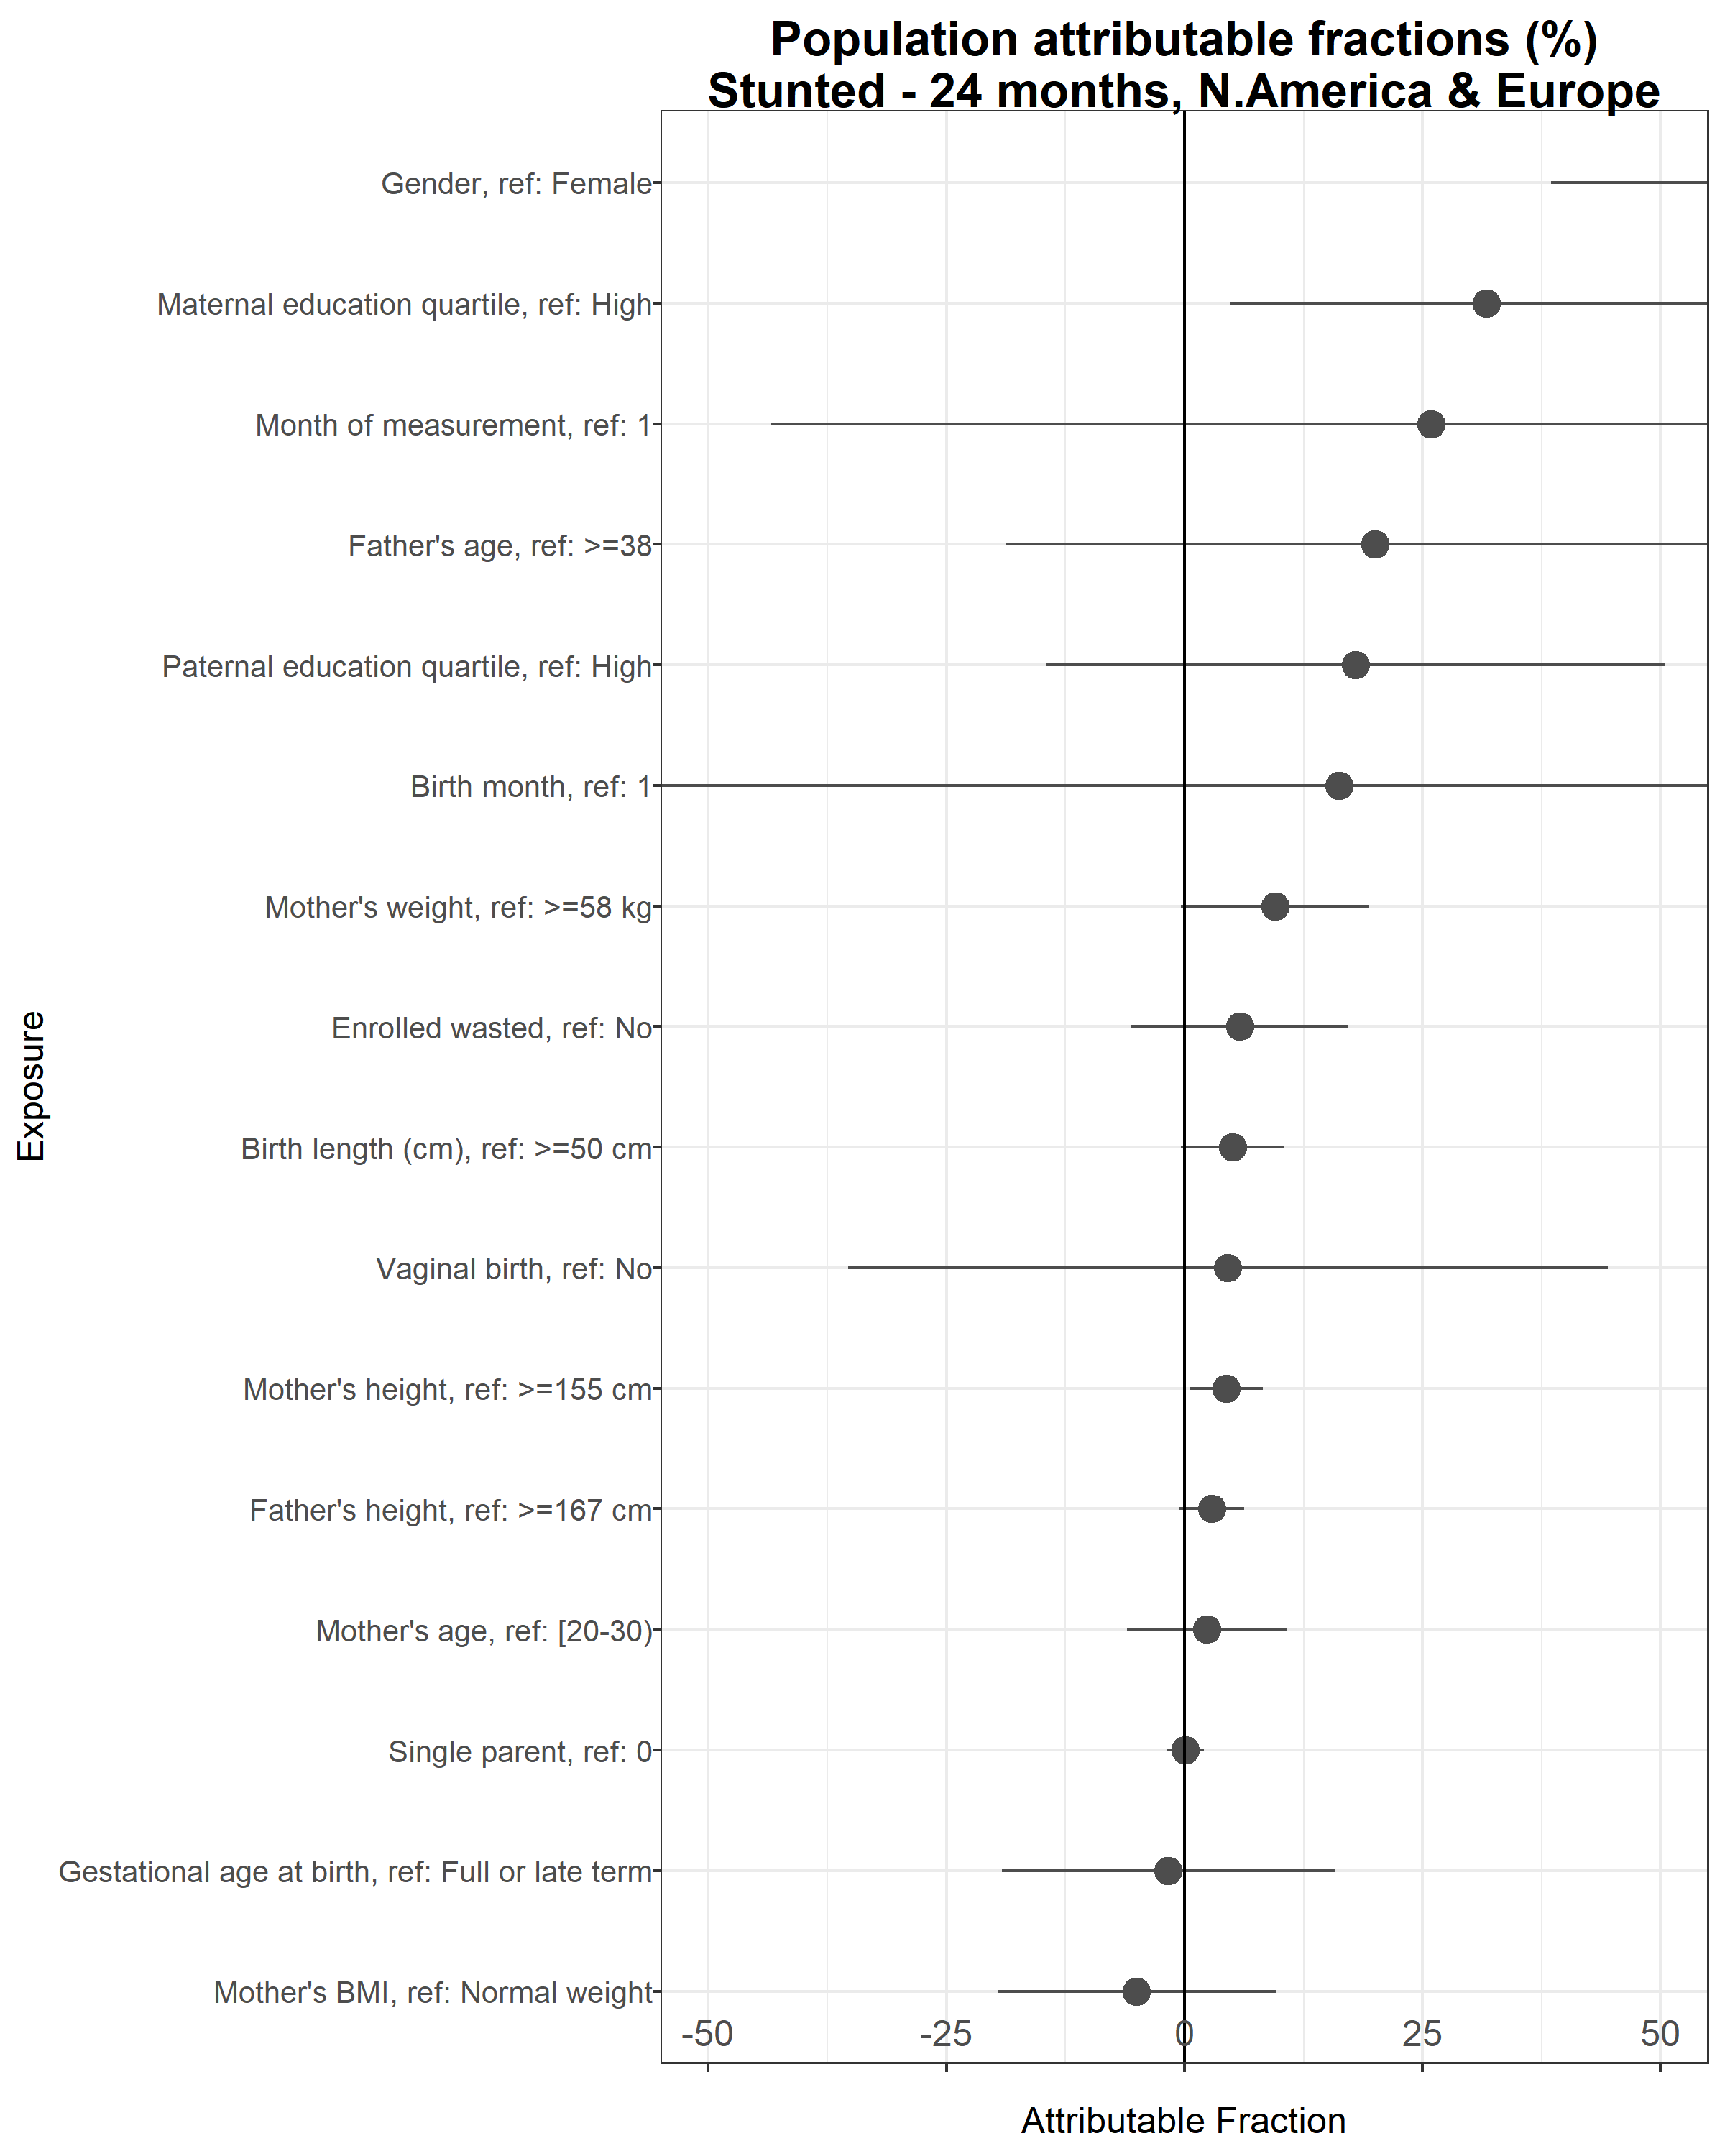 Population attributable fractions (%)
Stunted - 24 months, N.America & Europe
Gender, ref: Female
Maternal education quartile, ref: High
Month of measurement, ref: 1
Father's age, ref: >=38
Paternal education quartile, ref: High
Birth month, ref: 1
Mother's weight, ref: >=58 kg
Enrolled wasted, ref: No
Birth length (cm), ref: >=50 cm
Vaginal birth, ref: No
Mother's height, ref: >=155 cm
Father's height, ref: >=167 cm
Mother's age, ref: [20-30)
Single parent, ref: 0
Gestational age at birth, ref: Full or late term
Mother's BMI, ref: Normal weight
Exposure
-50 -25 0 25 50
Attributable Fraction